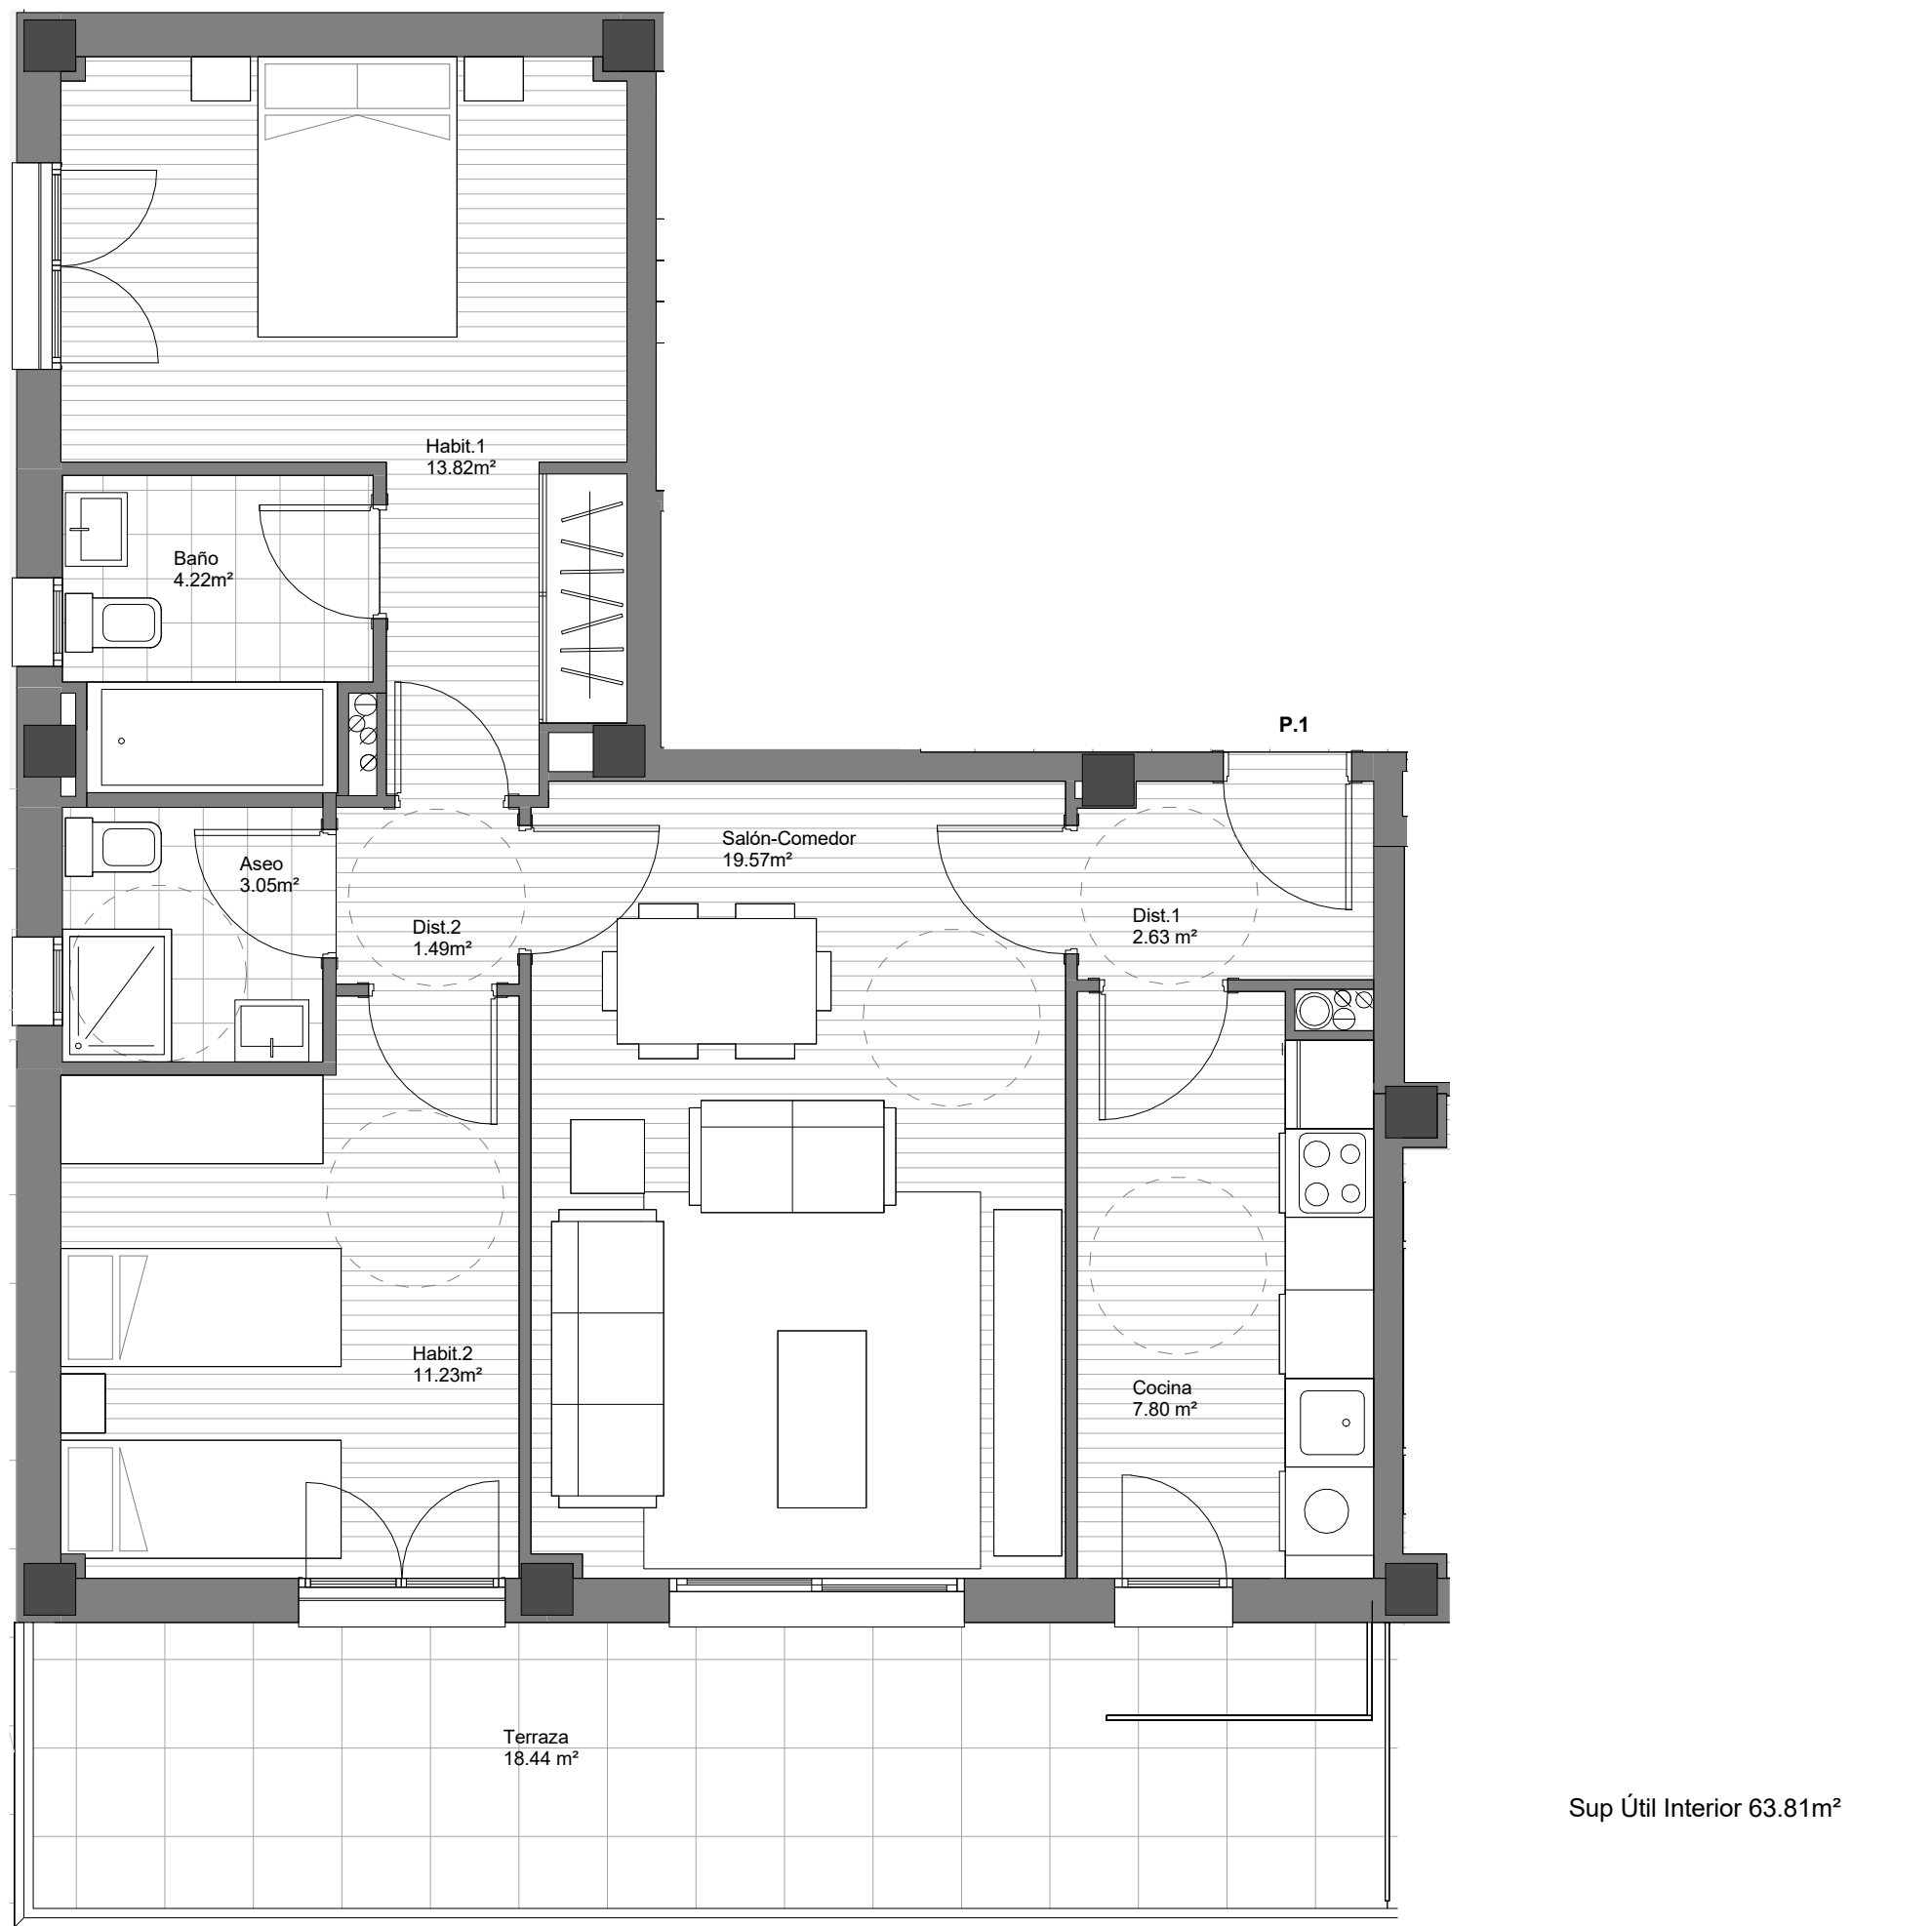 Habit.1
13.82m²
Baño
4.22m²
P.1
Salón-Comedor
19.57m²
Aseo
3.05m²
Dist.2
1.49m²
Dist.1
2.63 m²
Habit.2
11.23m²
Cocina
7.80 m²
Terraza
18.44 m²
Sup Útil Interior 63.81m²